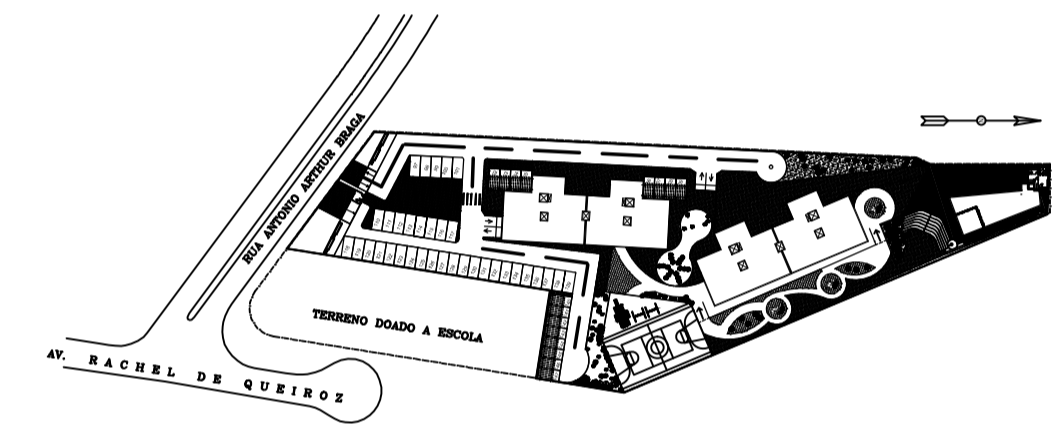 RUA ANTONIO ARTHUR BRAGA
TERRENO DOADO A ESCOLA
AV. RACHEL DE QUEIROZ